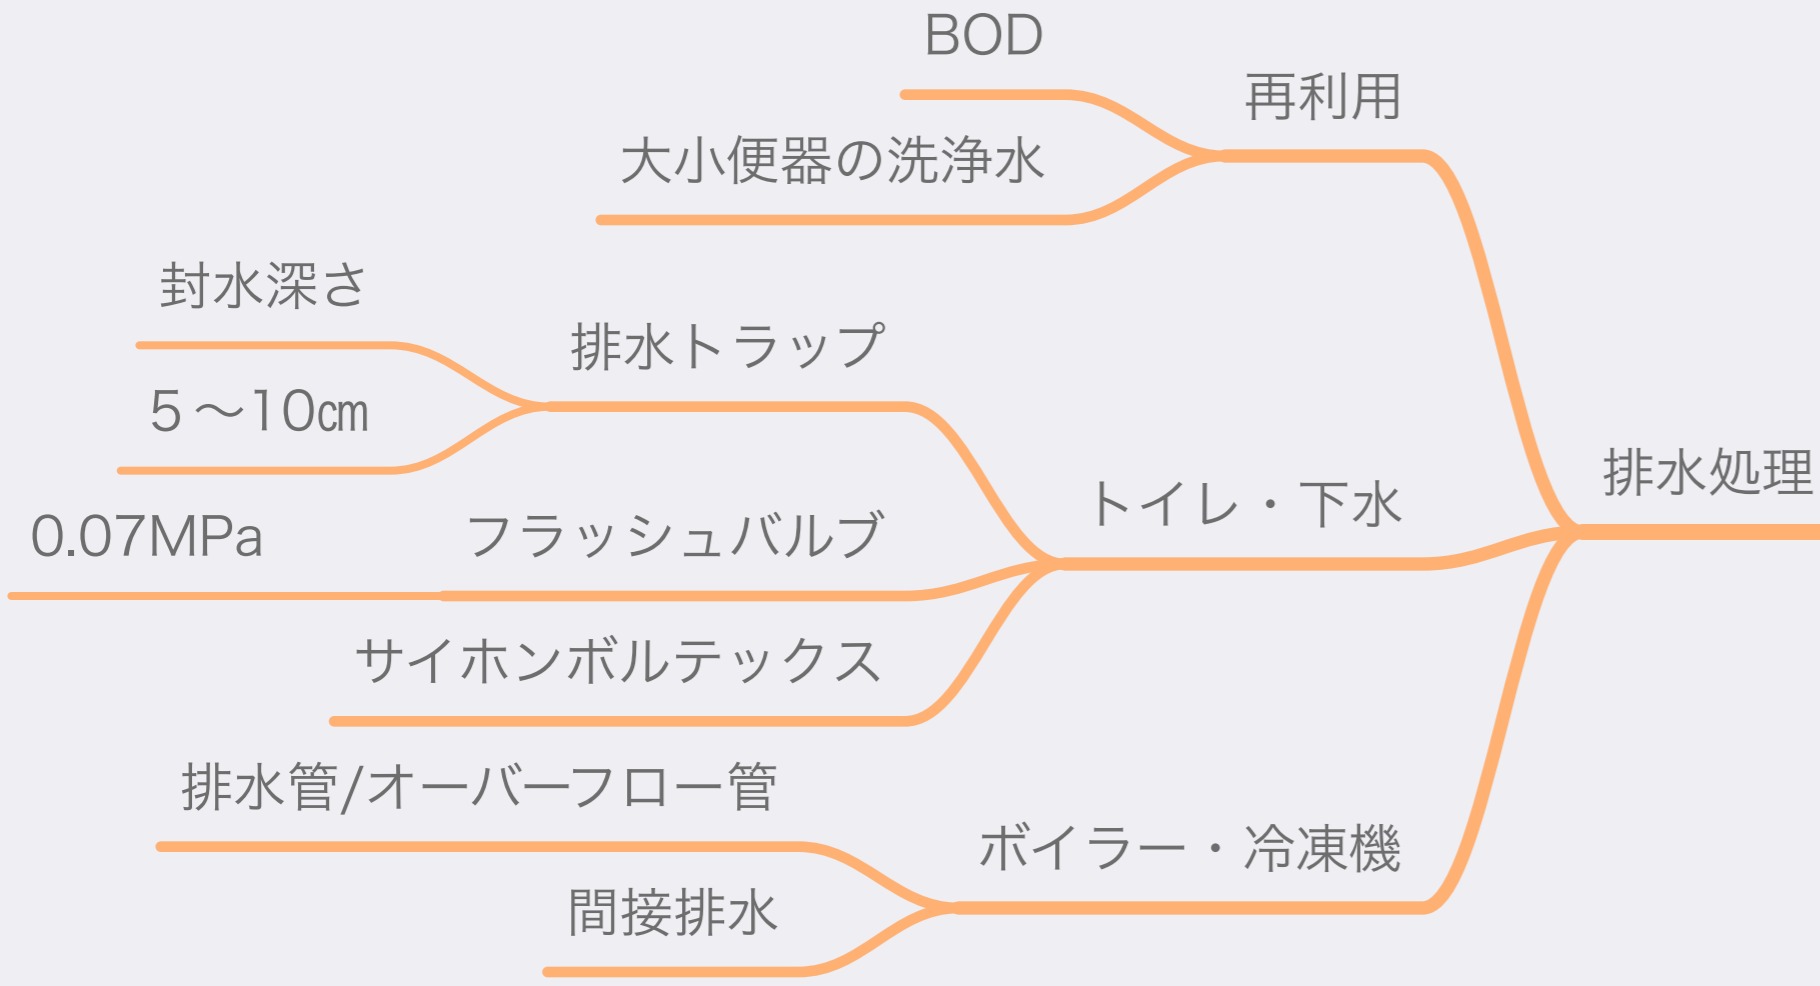 BOD
再利用
大小便器の洗浄水
封水深さ
排水トラップ
５〜10㎝
排水処理
トイレ・下水
0.07MPa
フラッシュバルブ
サイホンボルテックス
排水管/オーバーフロー管
ボイラー・冷凍機
間接排水